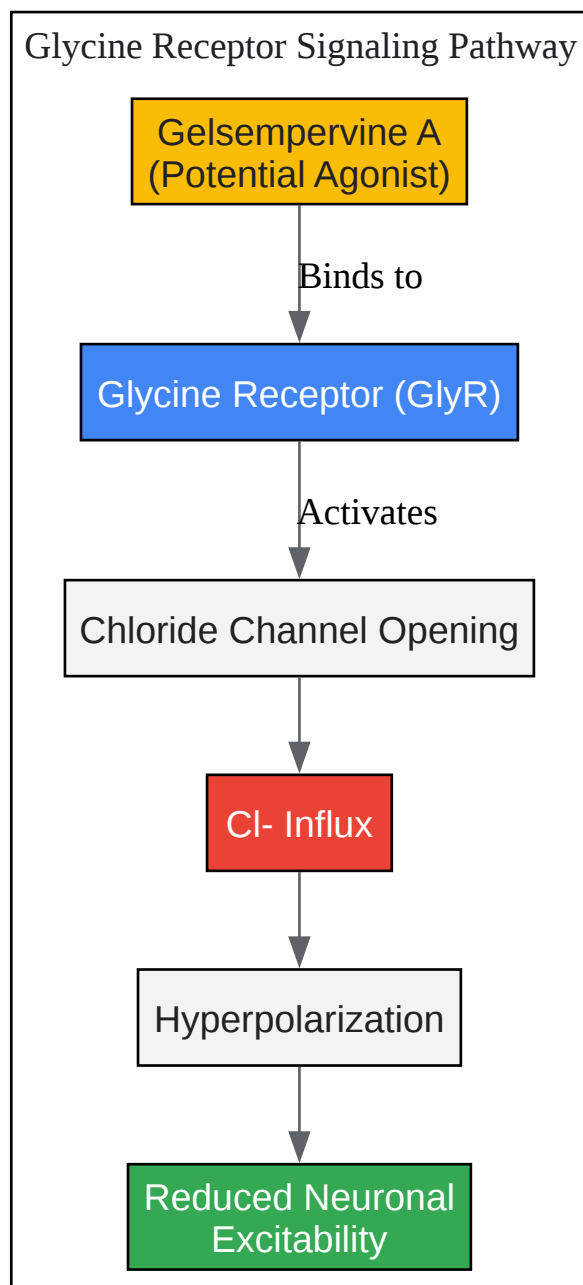 Glycine Receptor Signaling Pathway
Gelsempervine A
(Potential Agonist)
Binds to
Glycine Receptor (GlyR)
Activates
Chloride Channel Opening
Cl- Influx
Hyperpolarization
Reduced Neuronal
Excitability